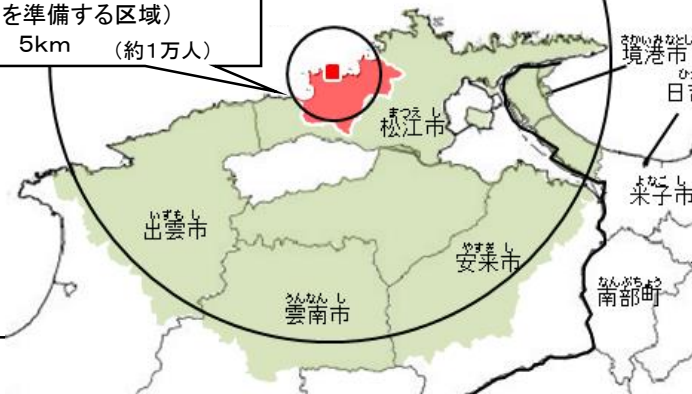 を準備する区域)
5km (約1万人)
さかいみなとし
境港市
日吉
まつえ し
松江市
よなご し
米子市
いずも し
出雲市
やすぎ し
安来市
なんぶちょう
南部町
うんなん し
雲南市